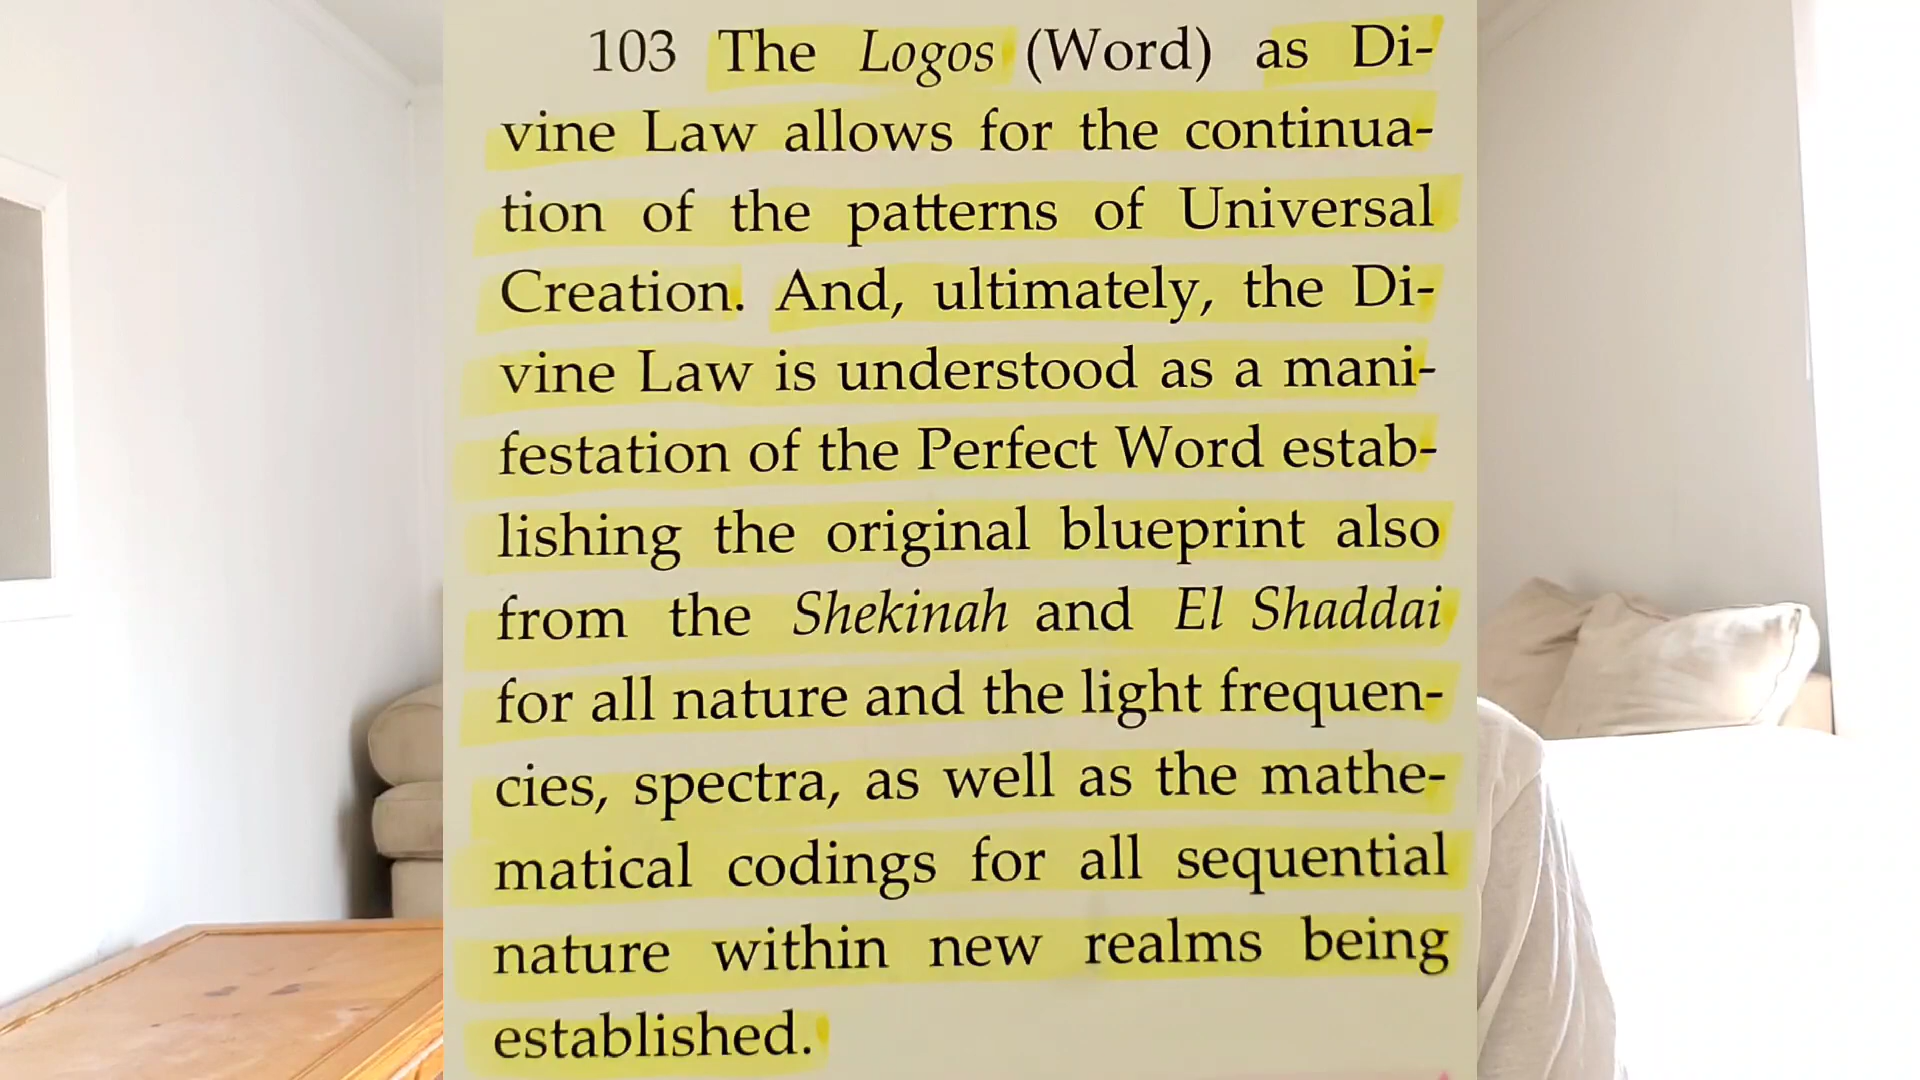 103 The Logos (Word) as Di-
vine Law allows for the continua-
tion of the patterns of Universal
Creation. And, ultimately, the Di-
vine Law is understood as a mani-
festation of the Perfect Word estab-
lishing the original blueprint also
from the Shekinah and El Shaddai
for all nature and the light frequen-
cies, spectra, as well as the mathe-
matical codings for all sequential
nature within new realms being
established.